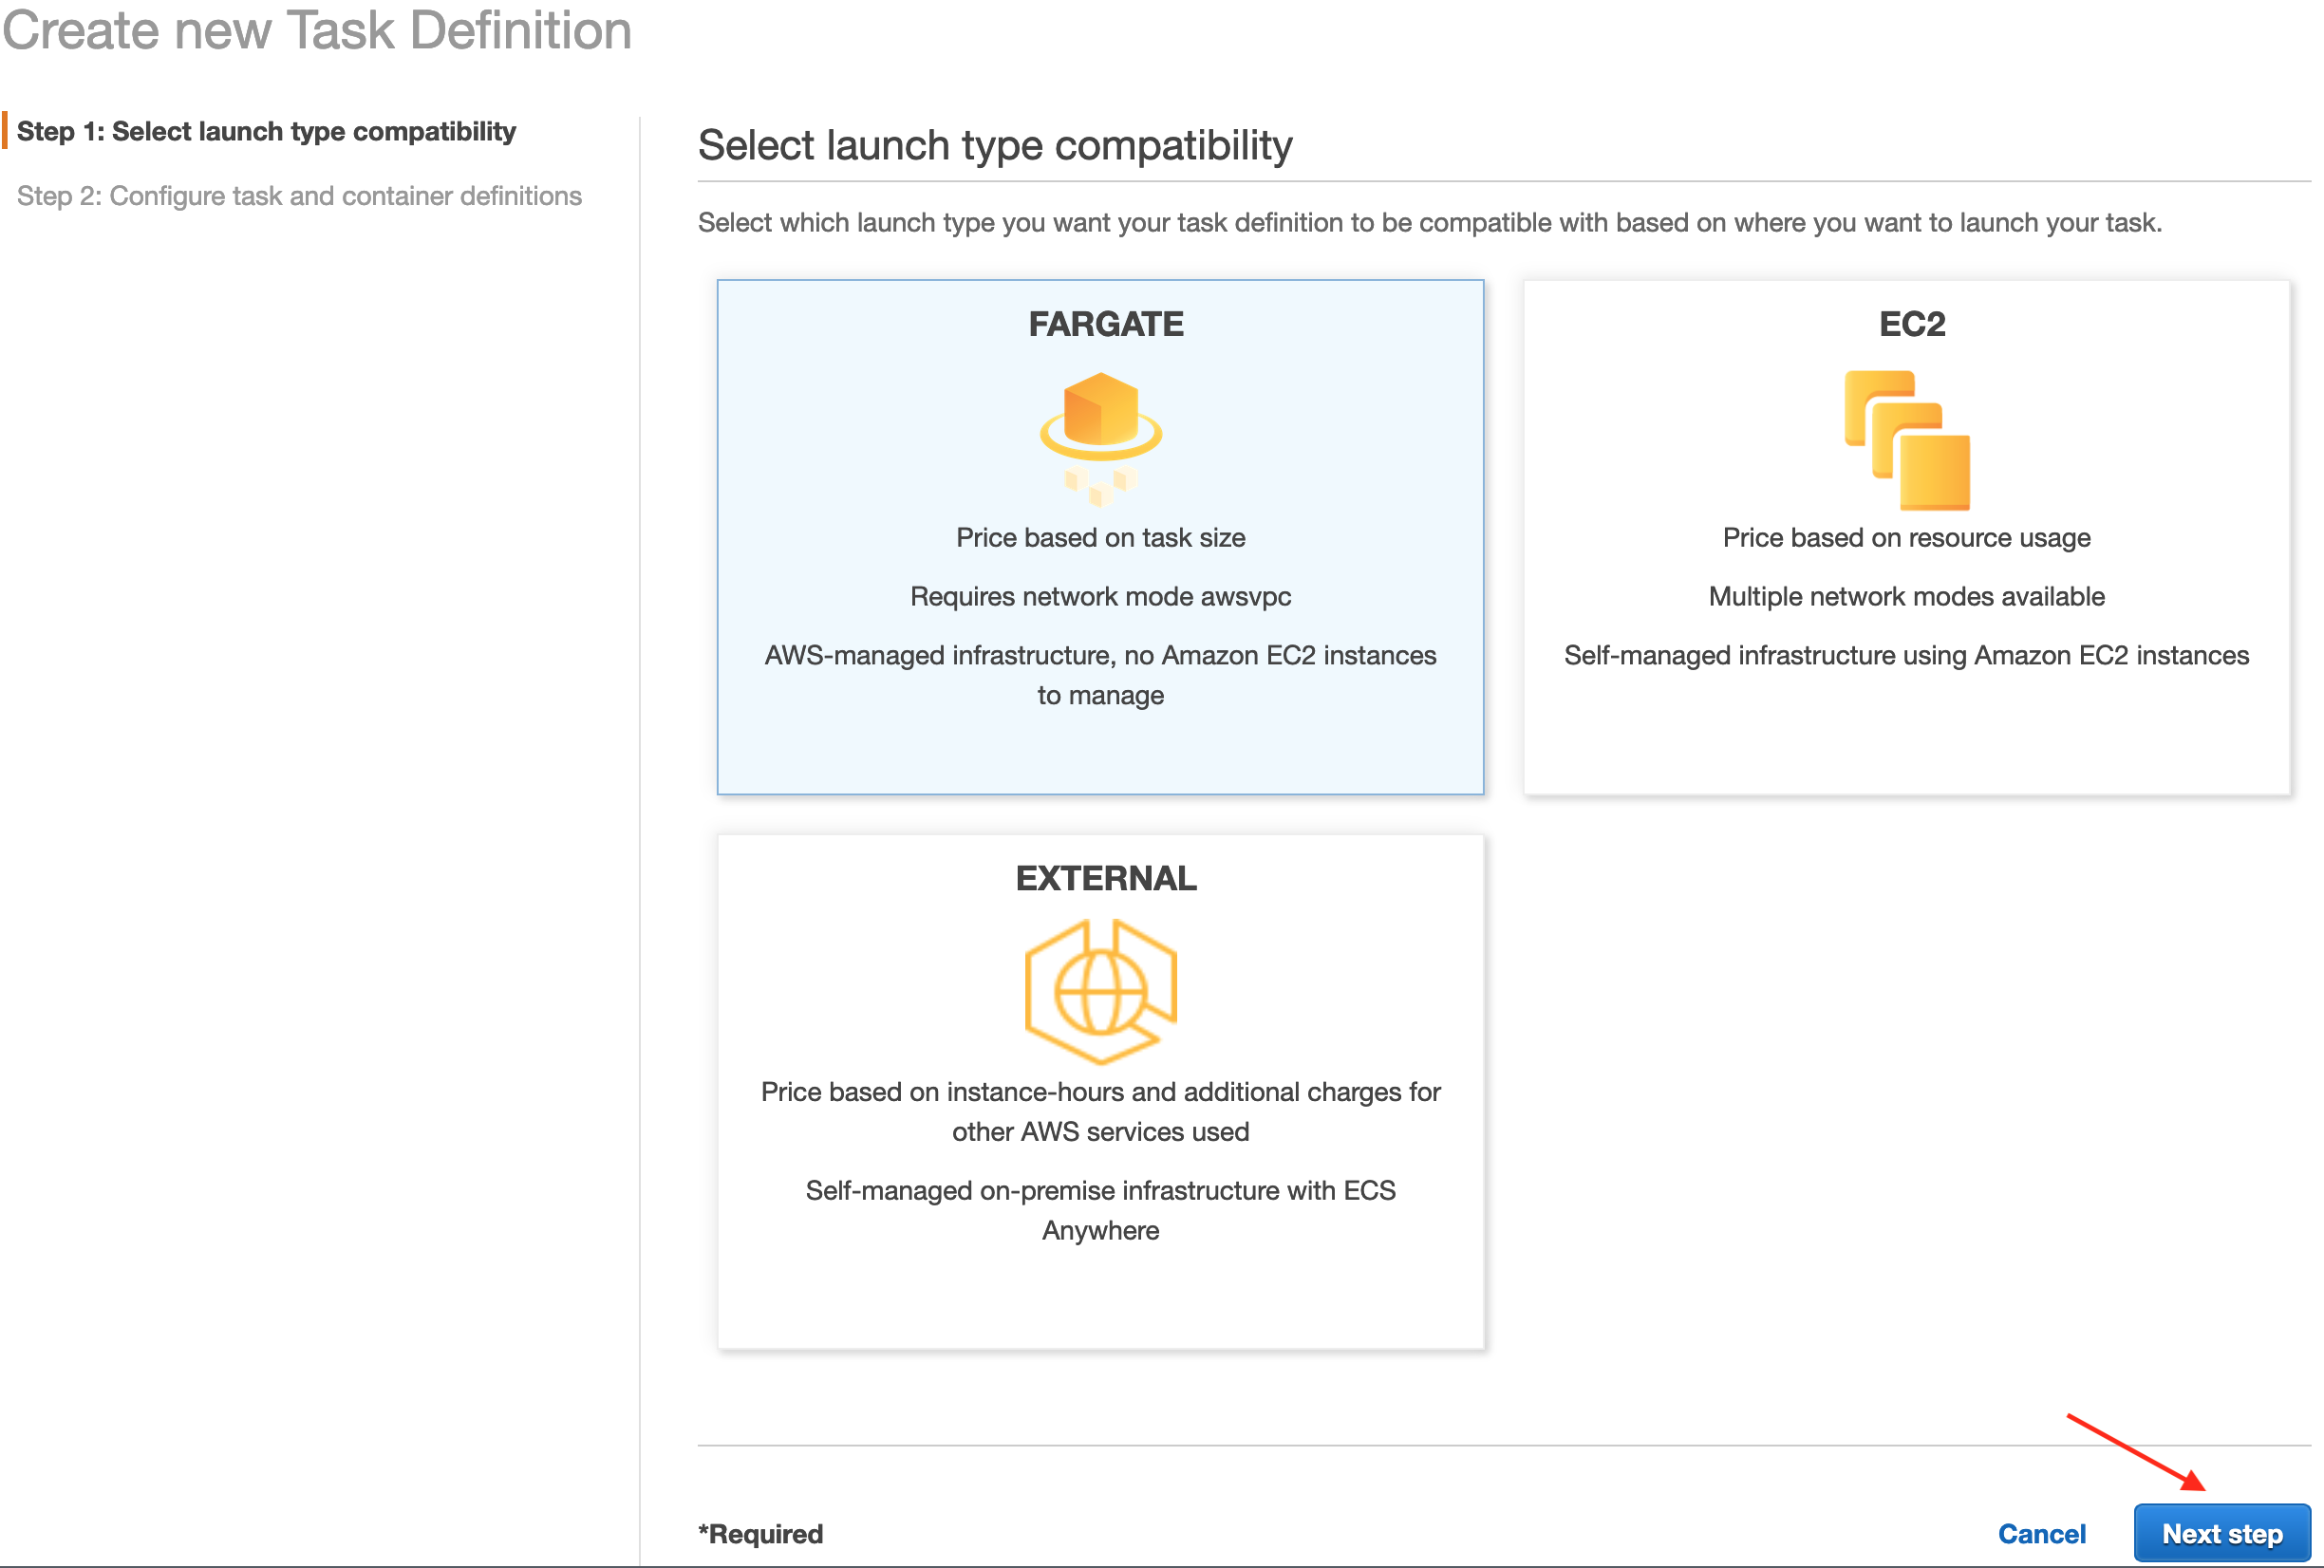 Create new Task Definition
Step 1: Select launch type compatibility
Step 2: Configure task and container definitions
Select launch type compatibility
Select which launch type you want your task definition to be compatible with based on where you want to launch your task.
FARGATE
Price based on task size
Requires network mode awsvpc
AWS-managed infrastructure, no Amazon EC2 instances
to manage
EC2
Price based on resource usage
Multiple network modes available
Self-managed infrastructure using Amazon EC2 instances
EXTERNAL
Price based on instance-hours and additional charges for
other AWS services used
Self-managed on-premise infrastructure with ECS
Anywhere
*Required
Cancel
Next step